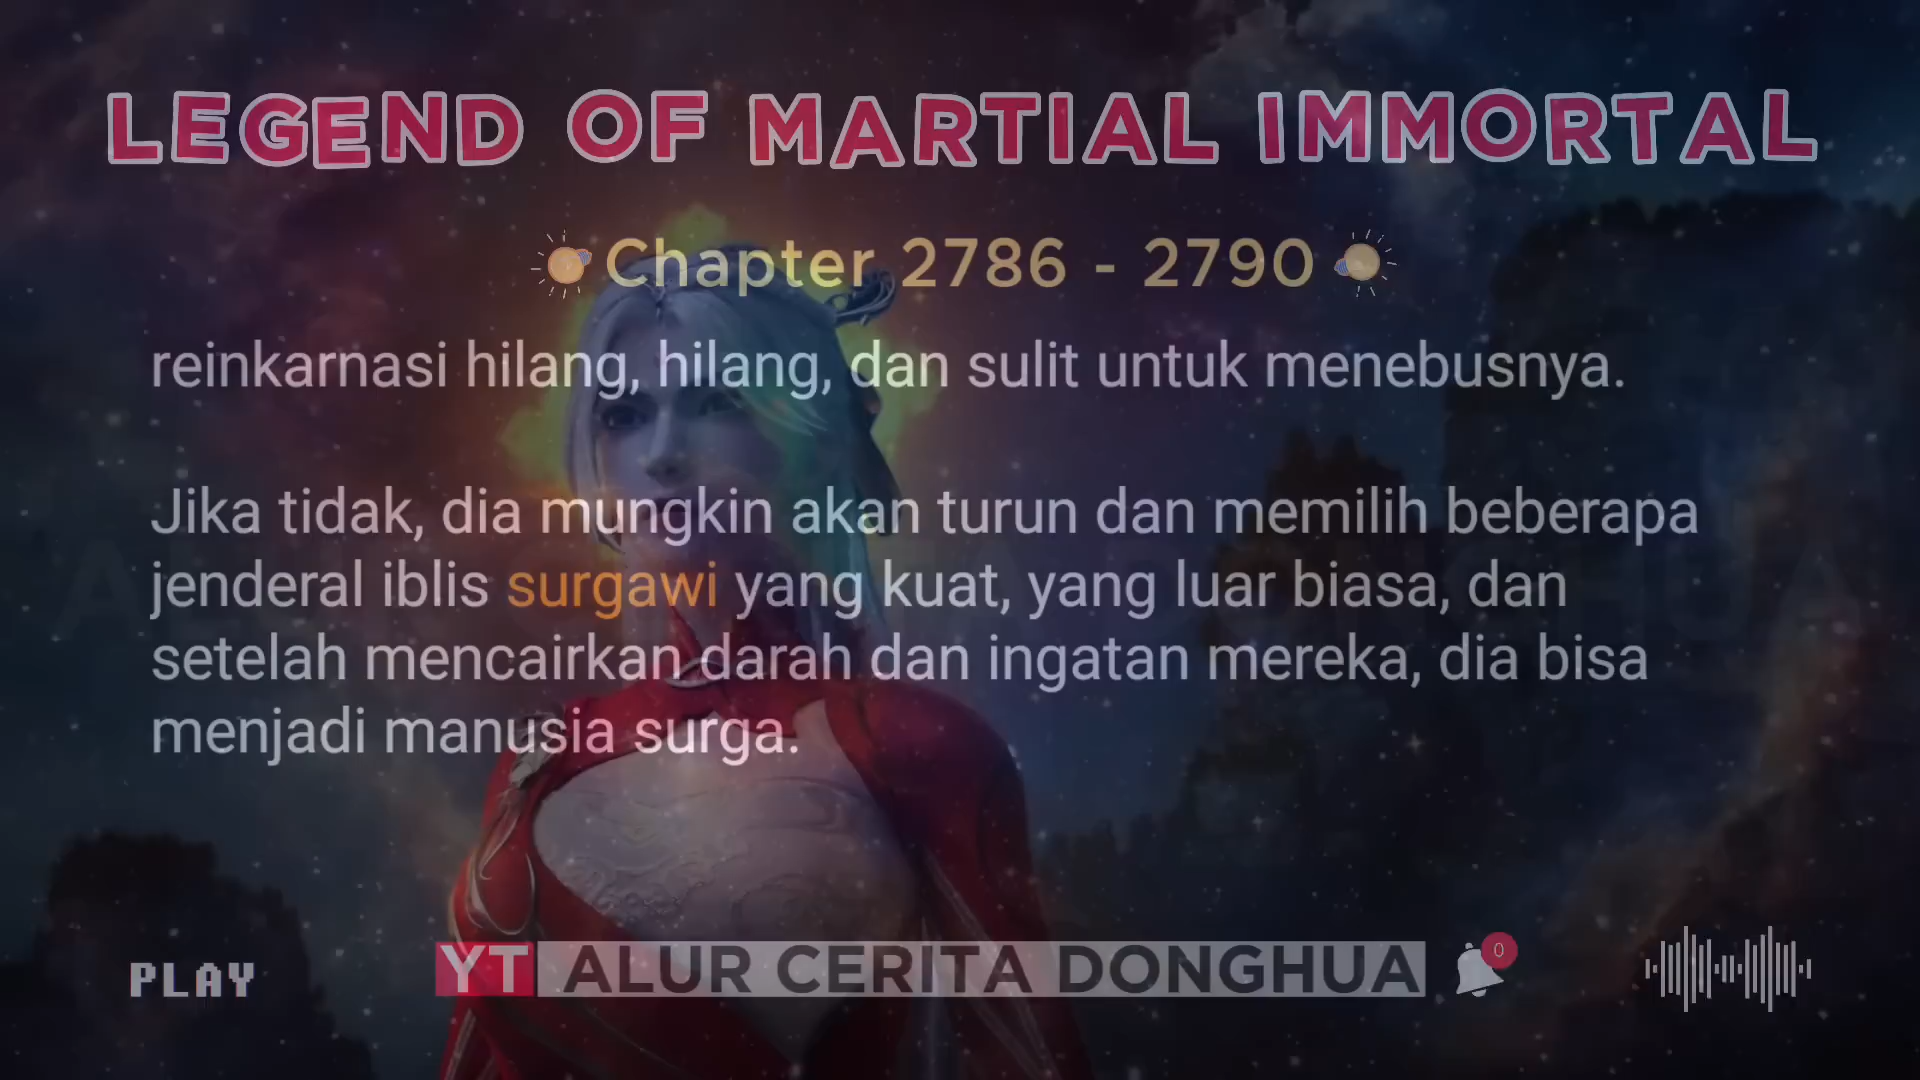 LEGEND OF MARTIAL IMMORTAL
Chapter 2786 - 2790
reinkarnasi hilang, hilang, dan sulit untuk menebusnya.
Jika tidak, dia mungkin akan turun dan memilih beberapa
jenderal iblis surgawi yang kuat, yang luar biasa, dan
setelah mencairkan darah dan ingatan mereka, dia bisa
menjadi manusia surga.
PLAY
YT ALUR CERITA DONGHUA
0